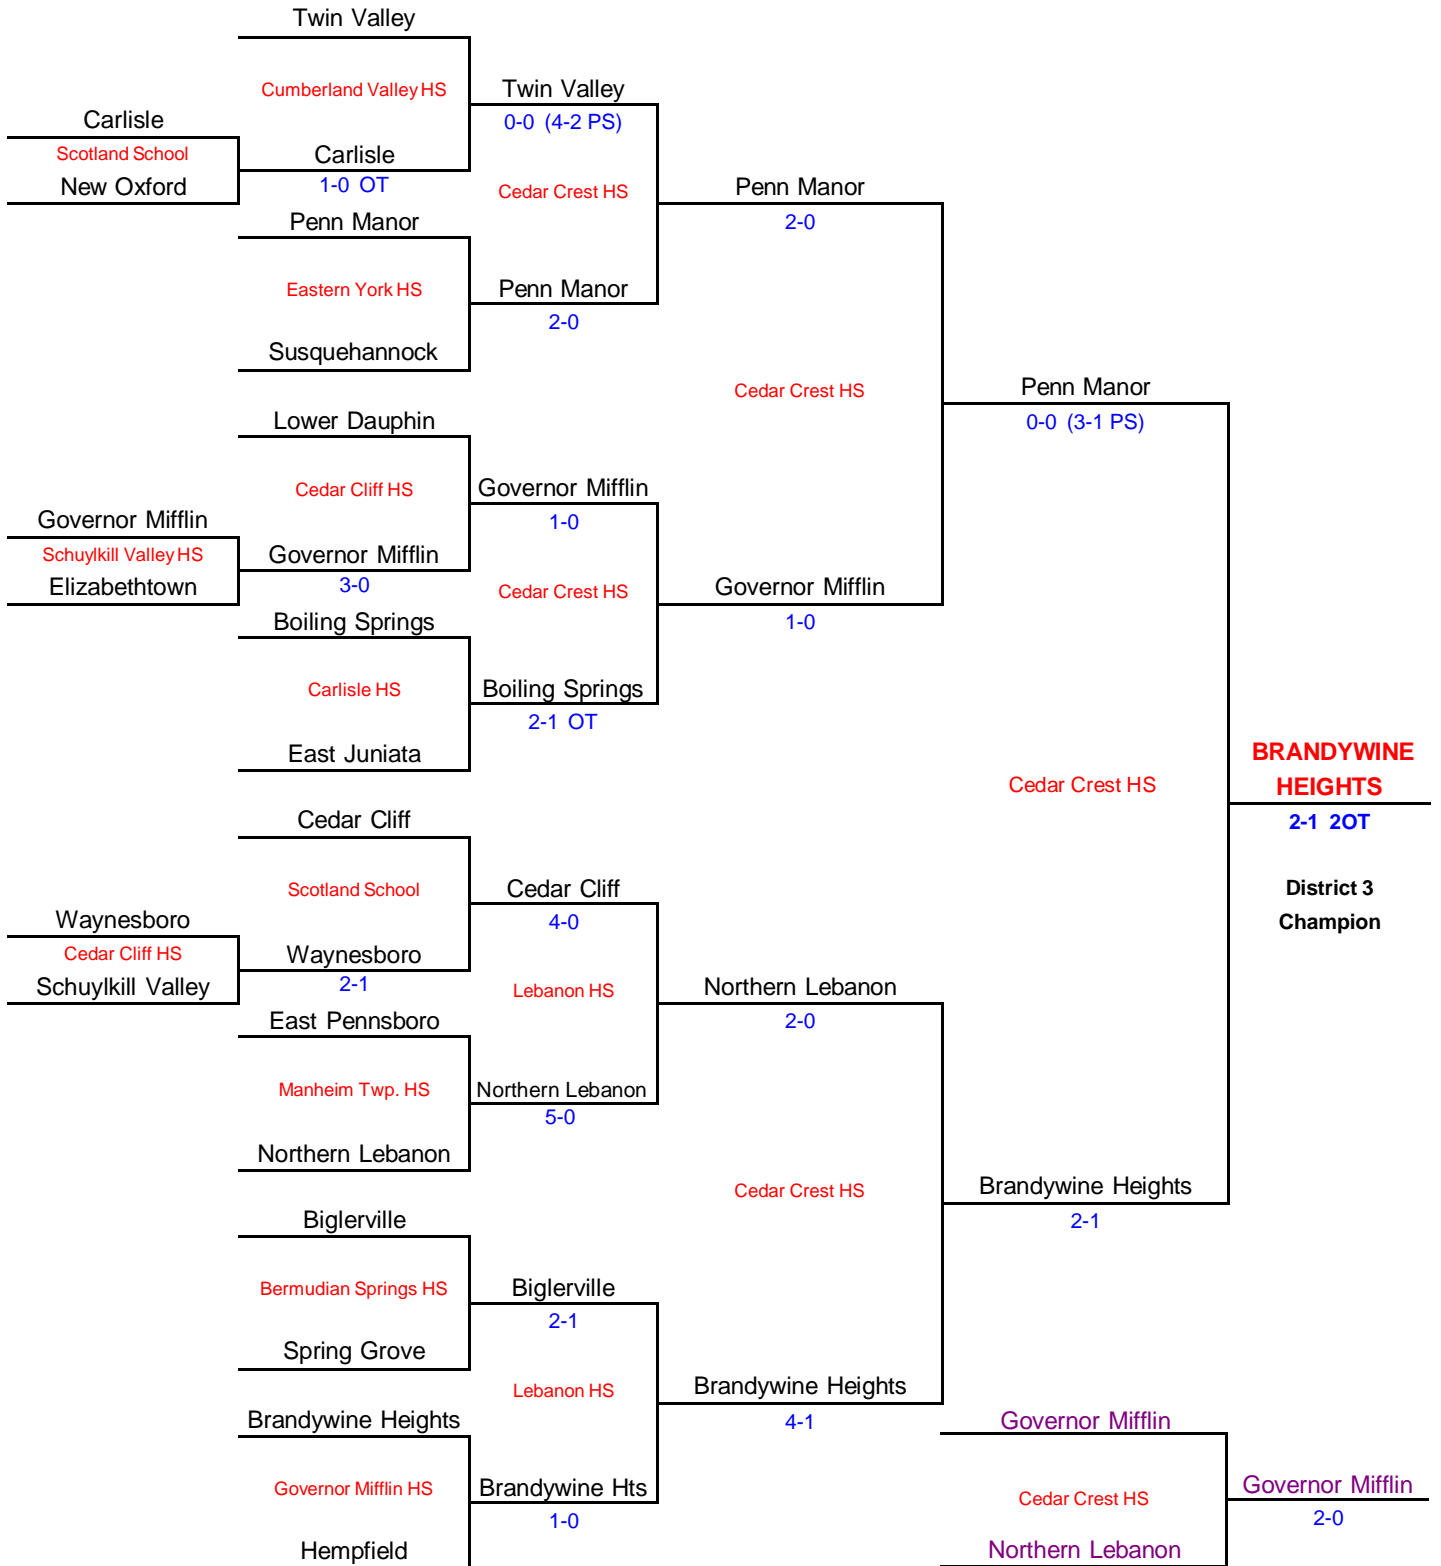 Twin Valley
Cumberland Valley HS
Twin Valley
0-0 (4-2 PS)
Carlisle
Scotland School
New Oxford
Carlisle
1-0 OT
Cedar Crest HS
Penn Manor
2-0
Penn Manor
Eastern York HS
Penn Manor
2-0
Susquehannock
Cedar Crest HS
Penn Manor
0-0 (3-1 PS)
Lower Dauphin
Cedar Cliff HS
Governor Mifflin
1-0
Governor Mifflin
Schuylkill Valley HS
Elizabethtown
Governor Mifflin
3-0
Cedar Crest HS
Governor Mifflin
1-0
Boiling Springs
Carlisle HS
Boiling Springs
2-1 OT
East Juniata
Cedar Crest HS
BRANDYWINE
HEIGHTS
2-1 2OT
District 3
Champion
Cedar Cliff
Scotland School
Cedar Cliff
4-0
Waynesboro
Cedar Cliff HS
Schuylkill Valley
Waynesboro
2-1
Lebanon HS
Northern Lebanon
2-0
East Pennsboro
Manheim Twp. HS
Northern Lebanon
5-0
Northern Lebanon
Cedar Crest HS
Brandywine Heights
2-1
Biglerville
Bermudian Springs HS
Biglerville
2-1
Spring Grove
Lebanon HS
Brandywine Heights
4-1
Brandywine Heights
Governor Mifflin HS
Brandywine Hts
1-0
Hempfield
Governor Mifflin
Cedar Crest HS
Governor Mifflin
2-0
Northern Lebanon